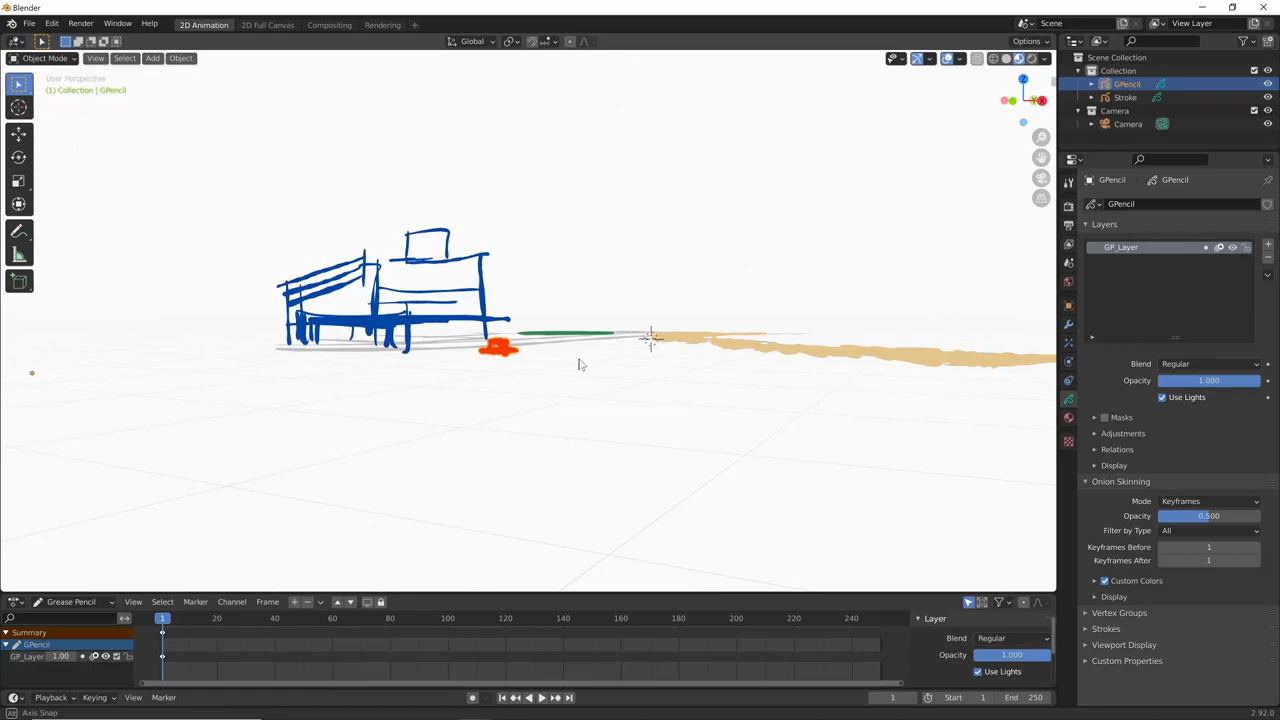 Blender
File Edit Render Window Help 2D Animation 2D Full Canvas Compositing Rendering + Scene View Layer
Global Options
Object Mode View Select Add Object
User Perspective
(1) Collection | GPencil
Z
X
Scene Collection
Collection
GPencil
Stroke
Camera
Camera
GPencil GPencil
GPencil
Layers
GP_Layer
Blend Regular
Opacity 1.000
Use Lights
Masks
Adjustments
Relations
Display
Onion Skinning
Mode Keyframes
Opacity 0.500
Filter by Type All
Keyframes Before 1
Keyframes After 1
Custom Colors
Display
Vertex Groups
Strokes
Viewport Display
Custom Properties
Grease Pencil View Select Marker Channel Frame
1 20 40 60 80 100 120 140 160 180 200 220 240
Summary
GPencil
GP_Layer 1.00
Layer
Blend Regular
Opacity 1.000
Use Lights
Playback Keying View Marker 1 Start 1 End 250
Axis Snap 2.92.0